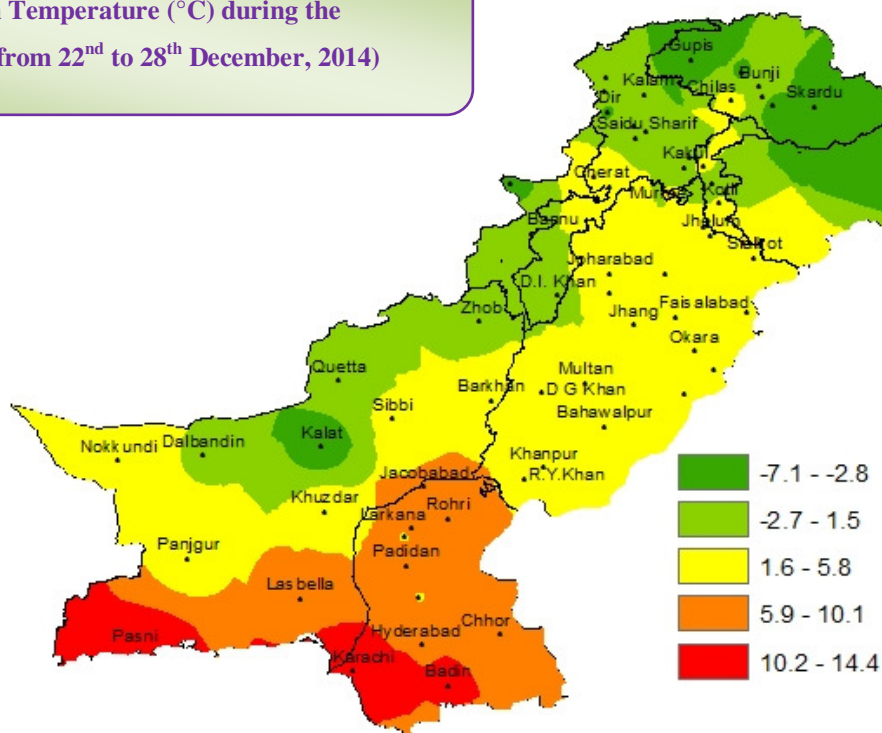 Temperature (°C) during the
from 22nd to 28th December, 2014)
Gupis
Kalam
Bunji
Chilas
Dir
Skardu
Saidu Sharif
Kakul
Cherat
Kotli
Bannu
Jhelum
Sialkot
Joharabad
D.I. Khan
Zhob
Faisalabad
Jhang
Okara
Quetta
Multan
Barkhan
D G Khan
Sibbi
Bahawalpur
Kalat
Nokkundi
Dalbandin
Khanpur
Jacobabad
R.Y.Khan
Khuzdar
Rohri
Larkana
Padidan
Panjgur
Lasbella
Chhor
Pasni
Hyderabad
Karachi
Badin
-7.1 - -2.8
-2.7 - 1.5
1.6 - 5.8
5.9 - 10.1
10.2 - 14.4